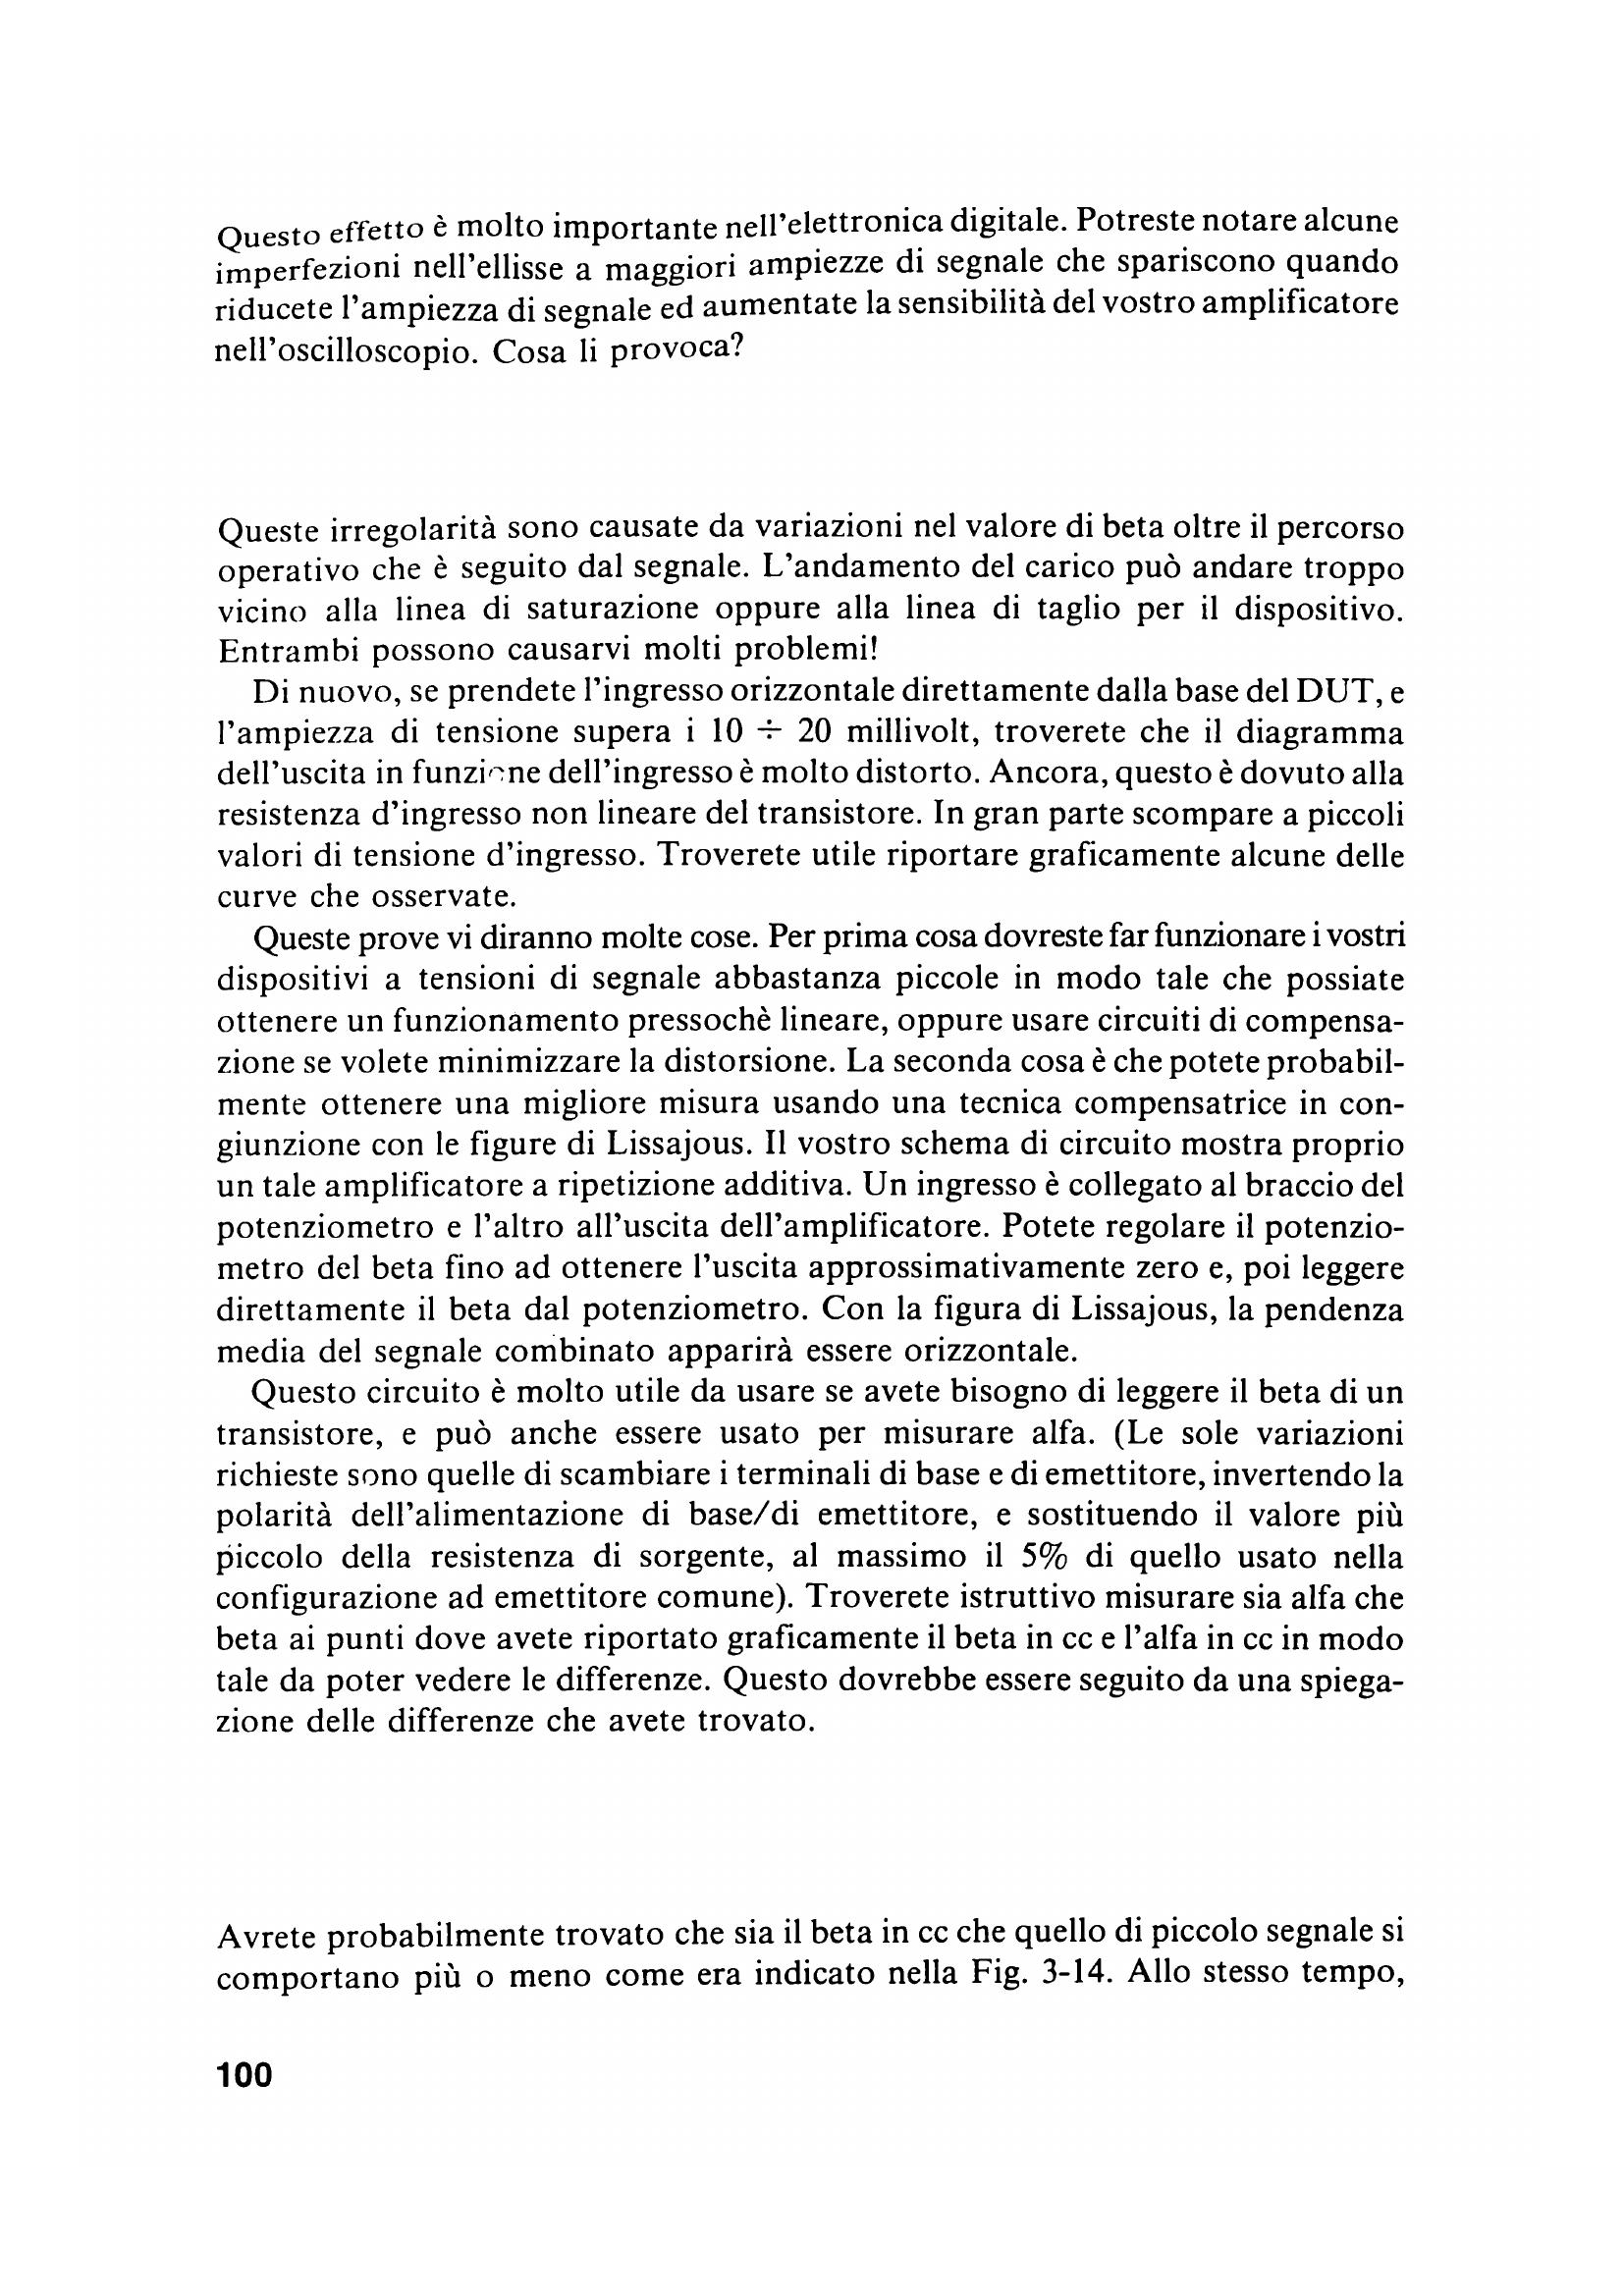 Questo effetto è molto importante nell'elettronica digitale. Potreste notare alcune
imperfezioni nell'ellisse a maggiori ampiezze di segnale che spariscono quando
riducete l'ampiezza di segnale ed aumentate la sensibilità del vostro amplificatore
nell'oscilloscopio. Cosa li provoca?
Queste irregolarità sono causate da variazioni nel valore di beta oltre il percorso
operativo che è seguito dal segnale. L'andamento del carico può andare troppo
vicino alla linea di saturazione oppure alla linea di taglio per il dispositivo.
Entrambi possono causarvi molti problemi!
Di nuovo, se prendete l'ingresso orizzontale direttamente dalla base del DUT, e
l'ampiezza di tensione supera i 10 ÷ 20 millivolt, troverete che il diagramma
dell'uscita in funzione dell'ingresso è molto distorto. Ancora, questo è dovuto alla
resistenza d'ingresso non lineare del transistore. In gran parte scompare a piccoli
valori di tensione d'ingresso. Troverete utile riportare graficamente alcune delle
curve che osservate.
Queste prove vi diranno molte cose. Per prima cosa dovreste far funzionare i vostri
dispositivi a tensioni di segnale abbastanza piccole in modo tale che possiate
ottenere un funzionamento pressochè lineare, oppure usare circuiti di compensa-
zione se volete minimizzare la distorsione. La seconda cosa è che potete probabil-
mente ottenere una migliore misura usando una tecnica compensatrice in con-
giunzione con le figure di Lissajous. Il vostro schema di circuito mostra proprio
un tale amplificatore a ripetizione additiva. Un ingresso è collegato al braccio del
potenziometro e l'altro all'uscita dell'amplificatore. Potete regolare il potenzio-
metro del beta fino ad ottenere l'uscita approssimativamente zero e, poi leggere
direttamente il beta dal potenziometro. Con la figura di Lissajous, la pendenza
media del segnale combinato apparirà essere orizzontale.
Questo circuito è molto utile da usare se avete bisogno di leggere il beta di un
transistore, e può anche essere usato per misurare alfa. (Le sole variazioni
richieste sono quelle di scambiare i terminali di base e di emettitore, invertendo la
polarità dell'alimentazione di base/di emettitore, e sostituendo il valore più
piccolo della resistenza di sorgente, al massimo il 5% di quello usato nella
configurazione ad emettitore comune). Troverete istruttivo misurare sia alfa che
beta ai punti dove avete riportato graficamente il beta in cc e l'alfa in cc in modo
tale da poter vedere le differenze. Questo dovrebbe essere seguito da una spiega-
zione delle differenze che avete trovato.
Avrete probabilmente trovato che sia il beta in cc che quello di piccolo segnale si
comportano più o meno come era indicato nella Fig. 3-14. Allo stesso tempo,
100